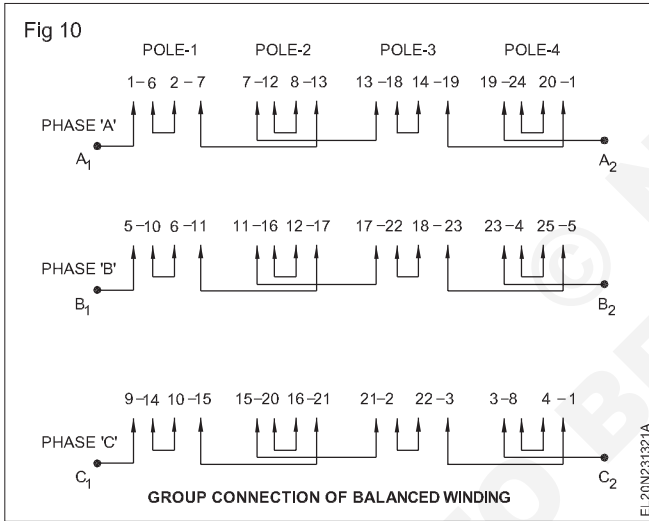 Fig 10
POLE-1 POLE-2 POLE-3 POLE-4
1–6 2–7 7–12 8–13 13–18 14–19 19–24 20–1
PHASE 'A'
A1 A2
5–10 6–11 11–16 12–17 17–22 18–23 23–4 25–5
PHASE 'B'
B1 B2
9–14 10–15 15–20 16–21 21–2 22–3 3–8 4–1
PHASE 'C'
C1 C2
GROUP CONNECTION OF BALANCED WINDING
EL20N231321A